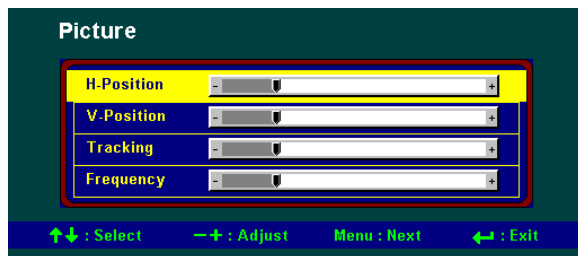 Picture
H-Position - +
V-Position - +
Tracking - +
Frequency - +
↑↓ : Select −+ : Adjust Menu : Next ↵ : Exit